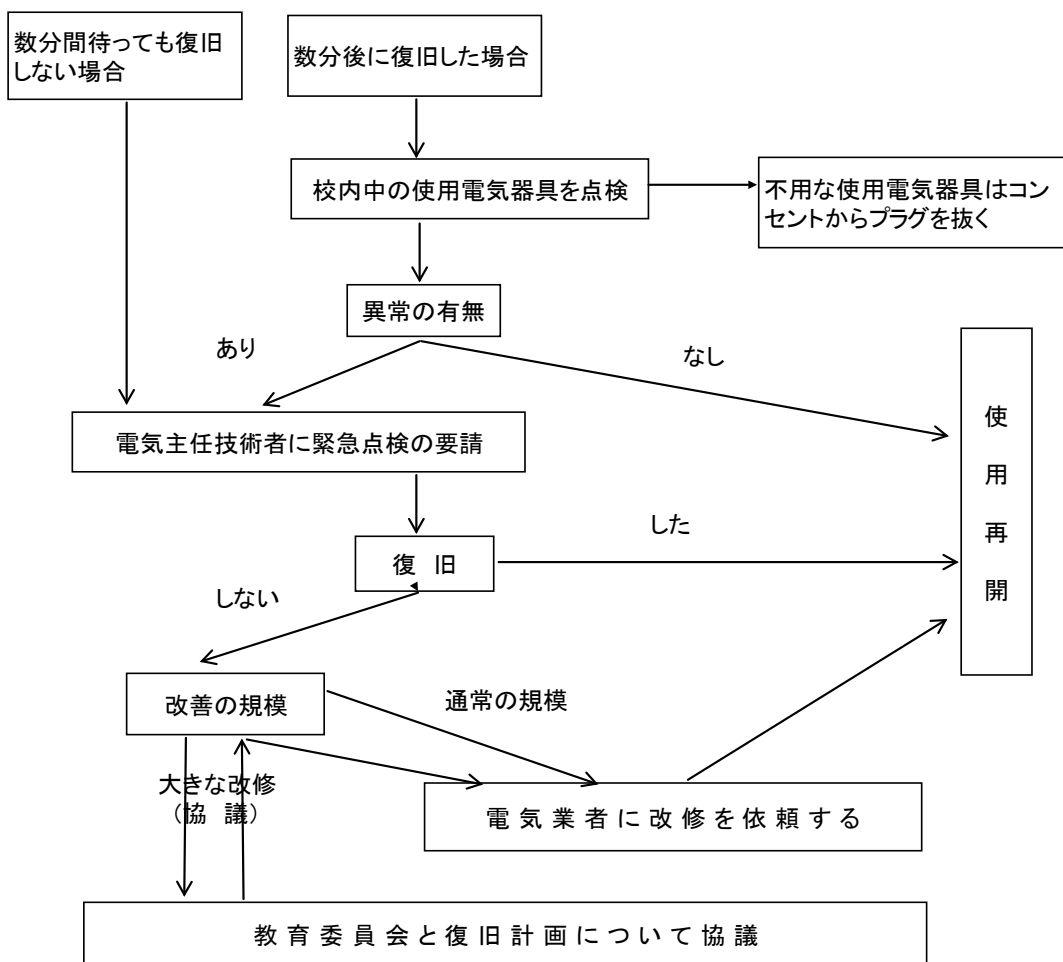 数分間待っても復旧
しない場合
数分後に復旧した場合
校内中の使用電気器具を点検
不用な使用電気器具はコン
セントからプラグを抜く
異常の有無
あり
なし
電気主任技術者に緊急点検の要請
使用再開
復　旧
した
しない
改善の規模
通常の規模
大きな改修
（協　議）
電気業者に改修を依頼する
教育委員会と復旧計画について協議